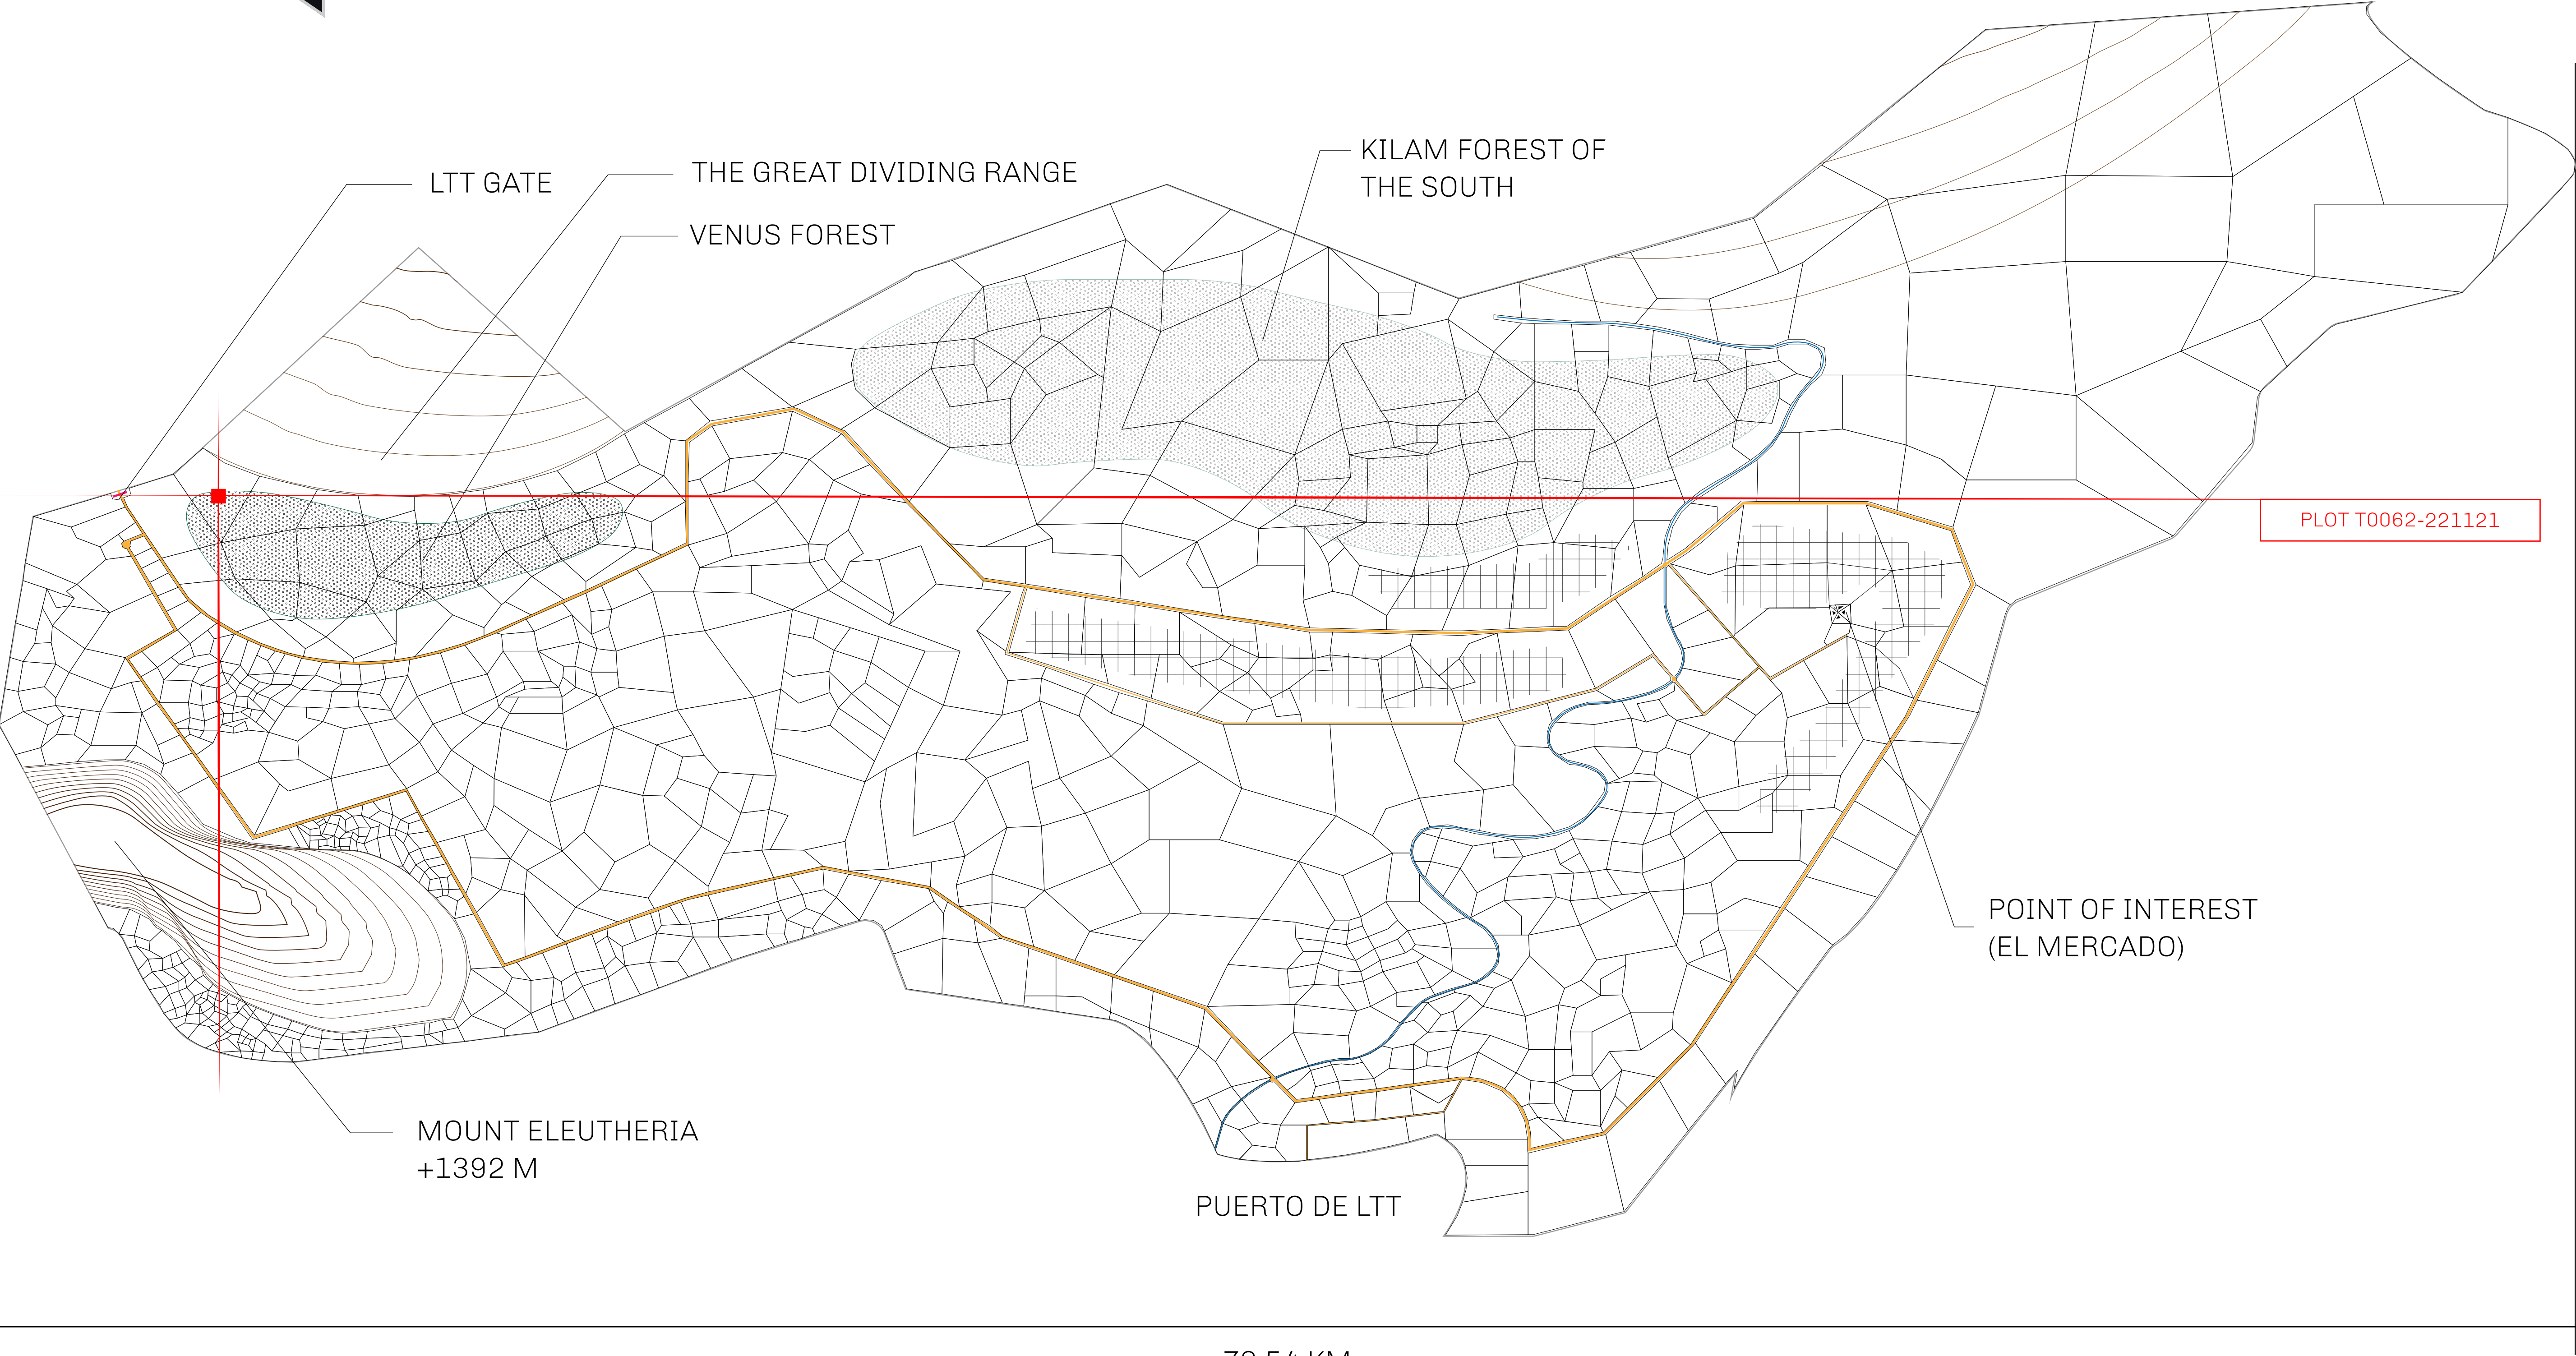 KILAM FOREST OF
THE SOUTH
LTT GATE
THE GREAT DIVIDING RANGE
VENUS FOREST
PLOT T0062-221121
POINT OF INTEREST
(EL MERCADO)
MOUNT ELEUTHERIA
+1392 M
PUERTO DE LTT
KM